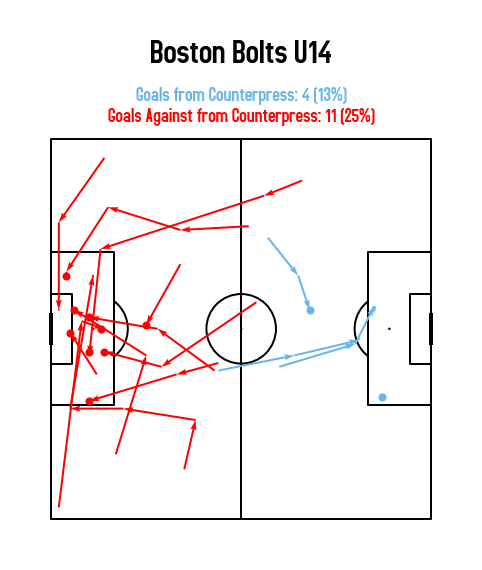 Boston Bolts U14
Goals from Counterpress: 4 (13%)
Goals Against from Counterpress: 11 (25%)